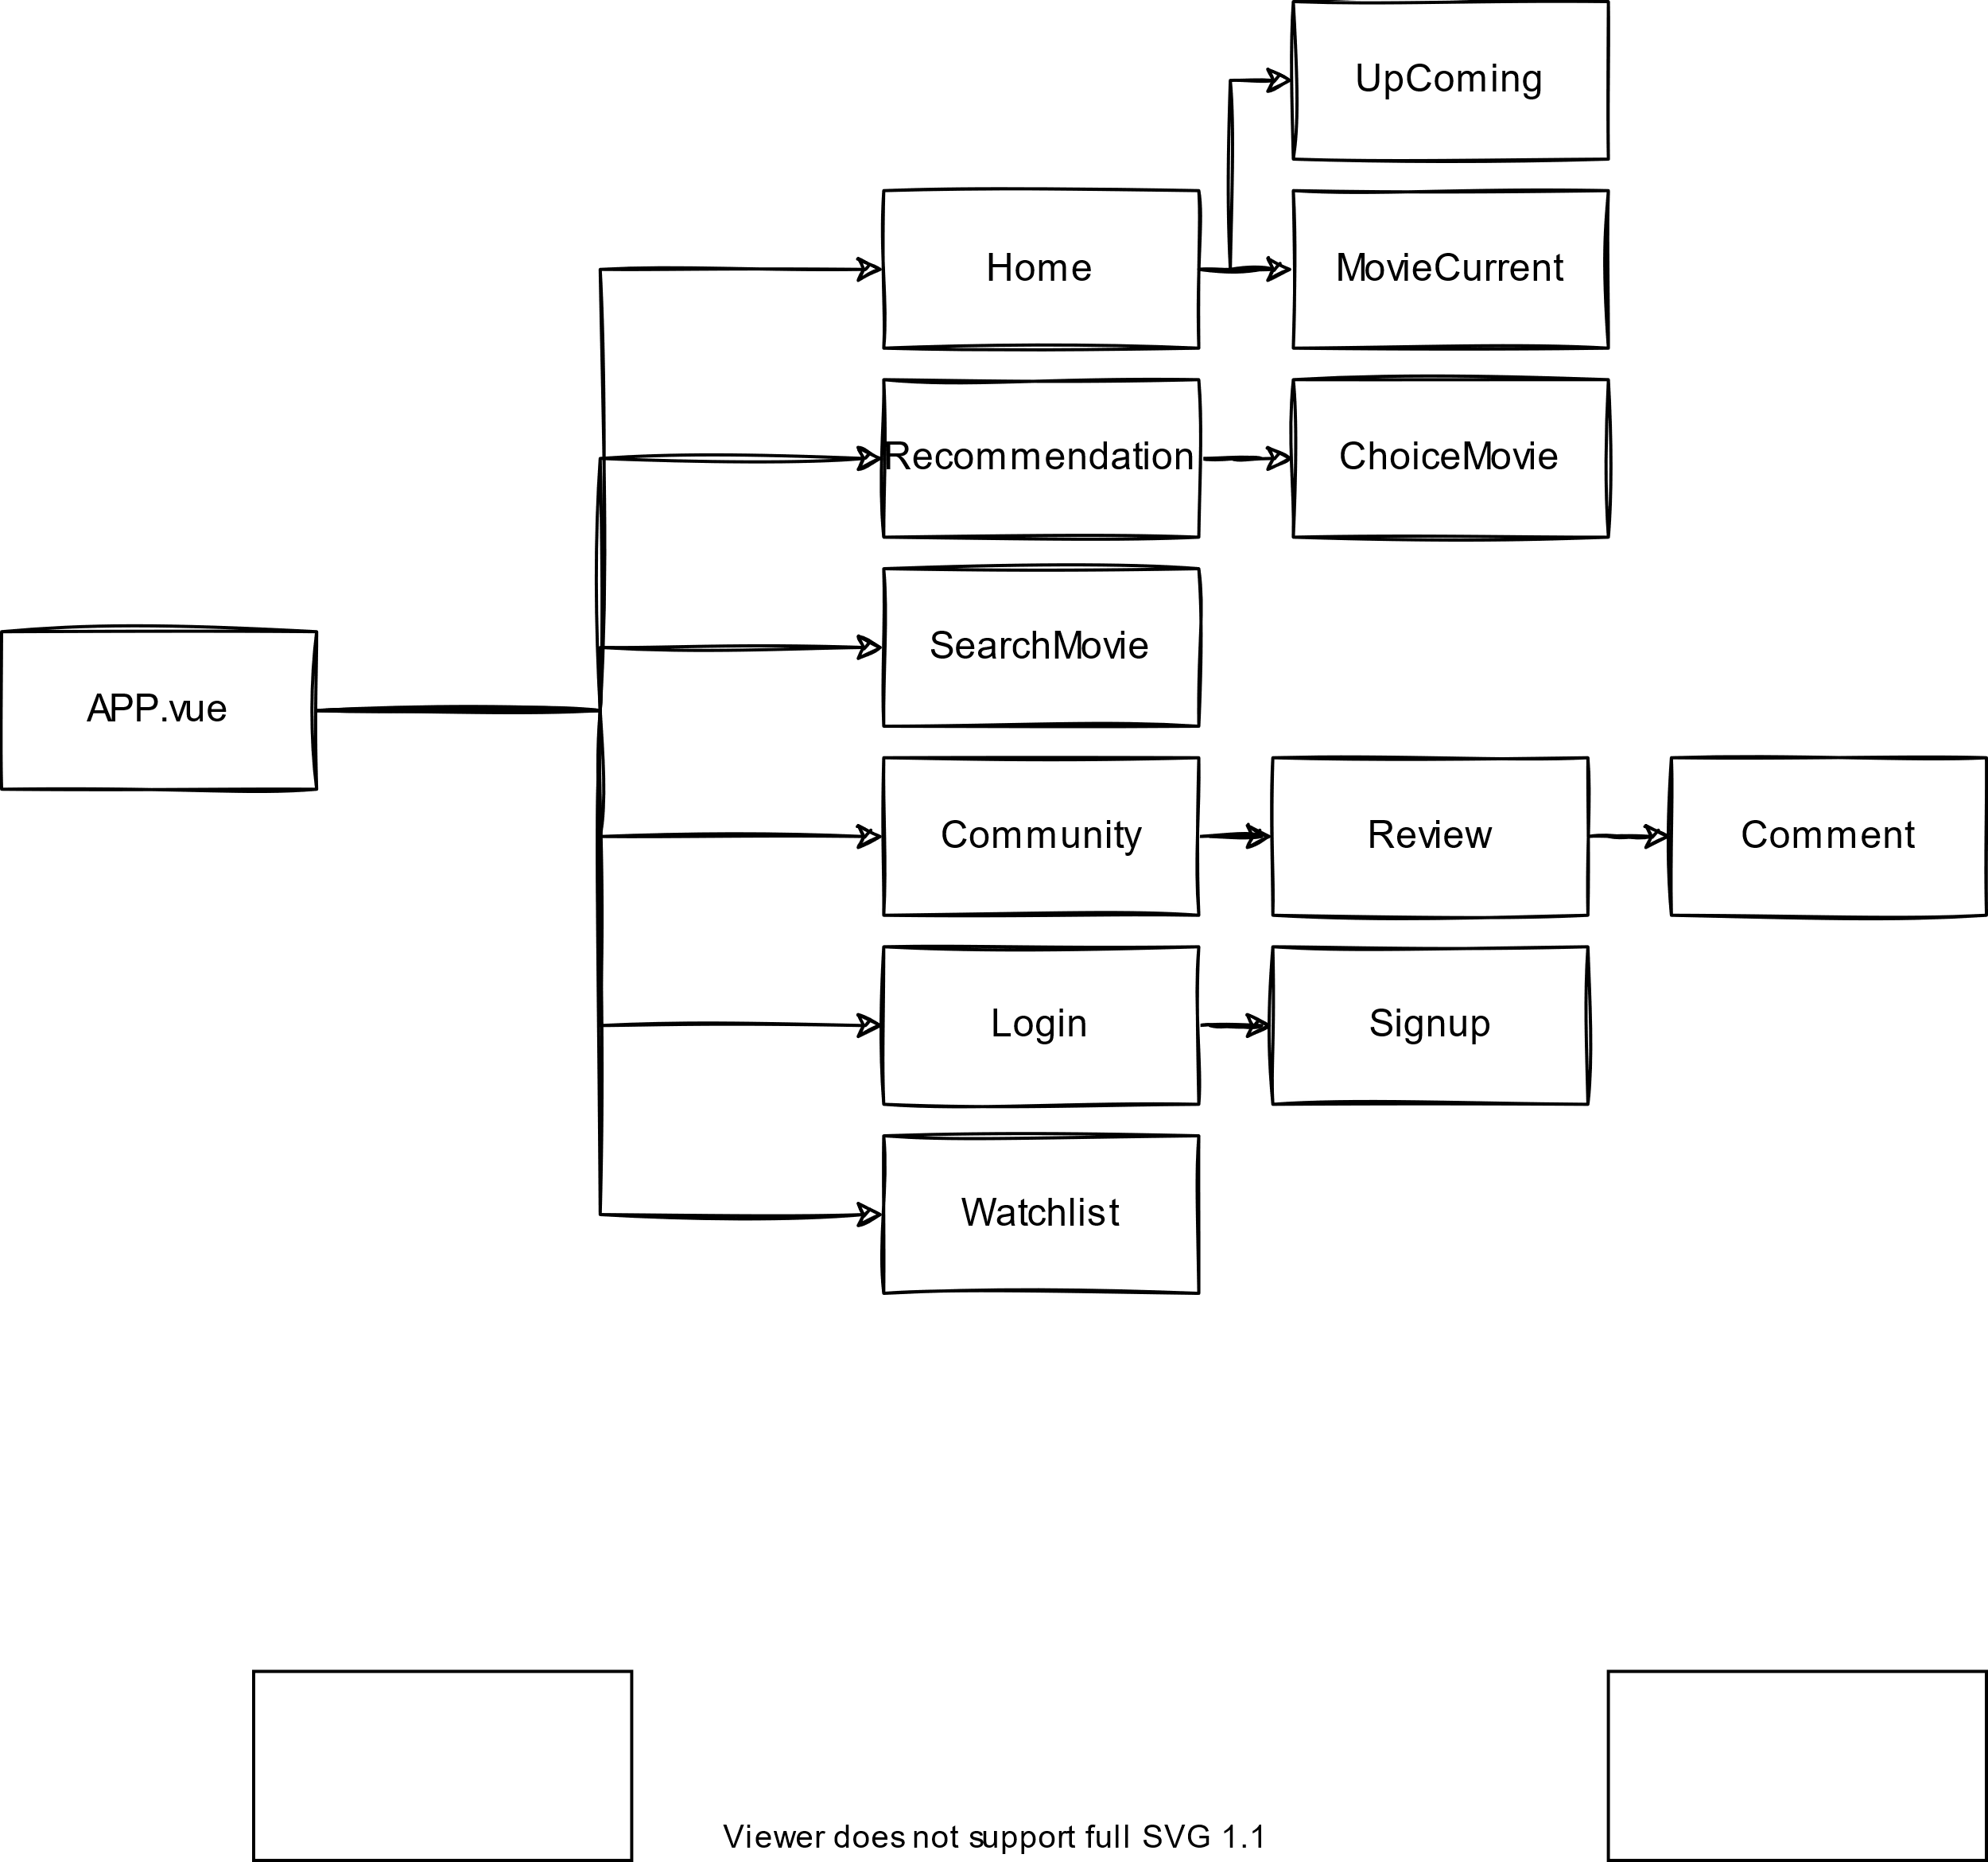 UpComing
Home
MovieCurrent
Recommendation
ChoiceMovie
SearchMovie
APP.vue
Community
Review
Comment
Login
Signup
Watchlist
Viewer does not support full SVG 1.1